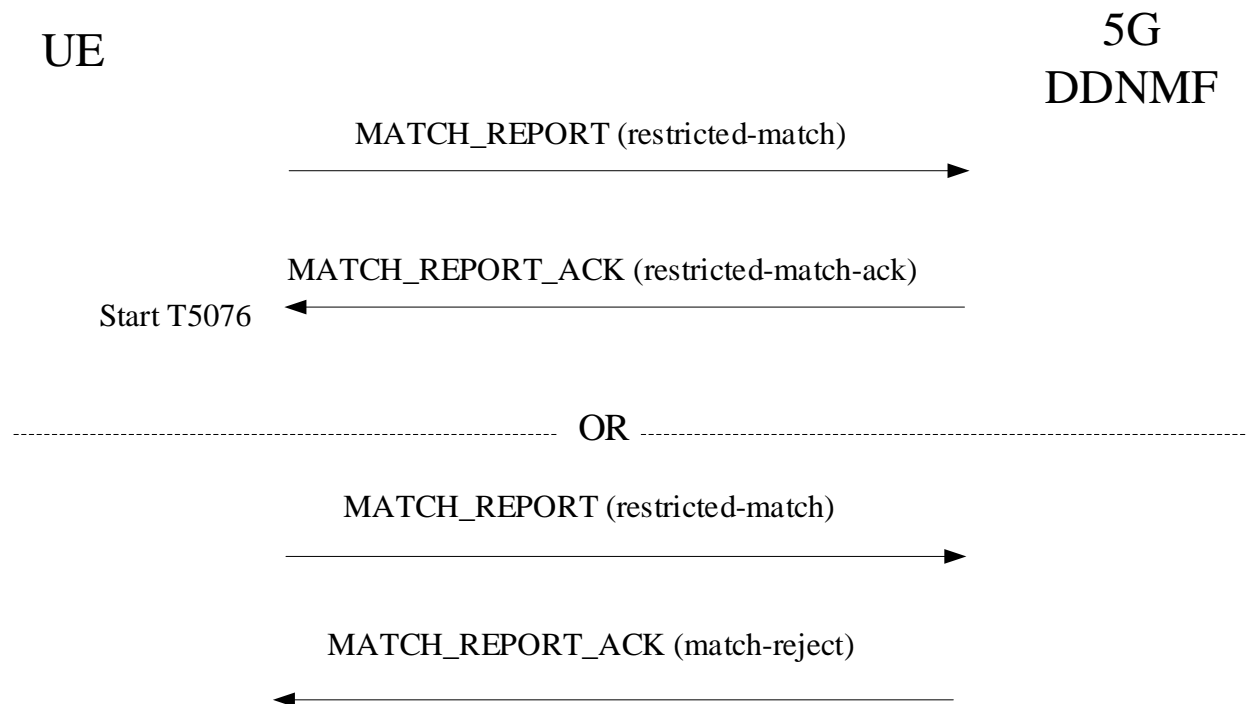 UE
5G
DDNMF
MATCH_REPORT (restricted-match)
MATCH_REPORT_ACK (restricted-match-ack)
Start T5076
OR
MATCH_REPORT (restricted-match)
MATCH_REPORT_ACK (match-reject)